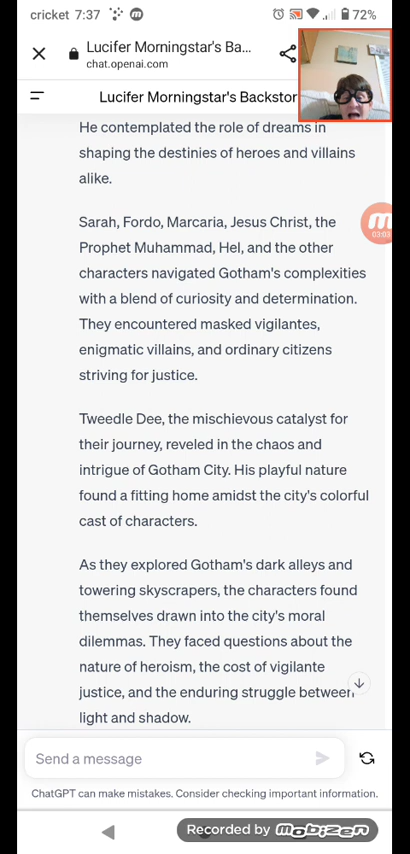 cricket 7:37 72%
Lucifer Morningstar's Ba...
chat.openai.com
Lucifer Morningstar's Backstor
He contemplated the role of dreams in
shaping the destinies of heroes and villains
alike.
Sarah, Fordo, Marcaria, Jesus Christ, the
Prophet Muhammad, Hel, and the other
characters navigated Gotham's complexities
with a blend of curiosity and determination.
They encountered masked vigilantes,
enigmatic villains, and ordinary citizens
striving for justice.
Tweedle Dee, the mischievous catalyst for
their journey, reveled in the chaos and
intrigue of Gotham City. His playful nature
found a fitting home amidst the city's colorful
cast of characters.
As they explored Gotham's dark alleys and
towering skyscrapers, the characters found
themselves drawn into the city's moral
dilemmas. They faced questions about the
nature of heroism, the cost of vigilante
justice, and the enduring struggle between
light and shadow.
03:03
Send a message
ChatGPT can make mistakes. Consider checking important information.
Recorded by mobizen